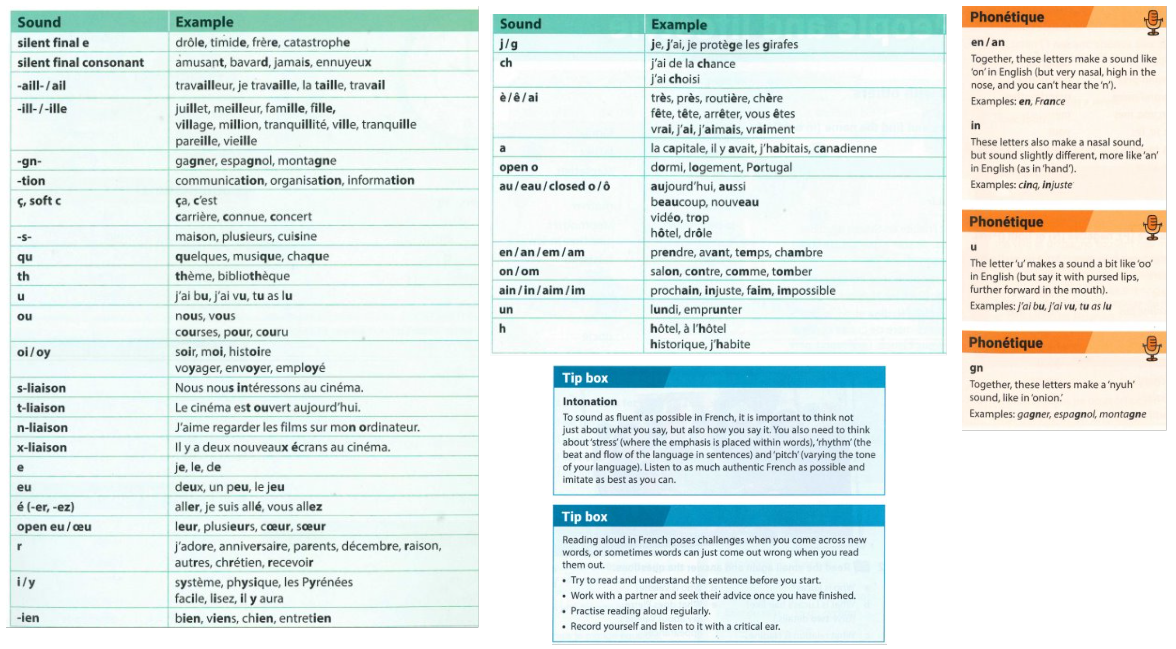 Sound Example
silent final e drôle, timide, frère, catastrophe
silent final consonant amusant, bavard, jamais, ennuyeux
-aill-/ail travailleur, je travaille, la taille, travail
-ill-/-ille juillet, meilleur, famille, fille,
village, million, tranquillité, ville, tranquille
pareille, vieille
-gn- gagner, espagnol, montagne
-tion communication, organisation, information
ç, soft c ça, c'est
carrière, connue, concert
-s- maison, plusieurs, cuisine
qu quelques, musique, chaque
th thème, bibliothèque
u j'ai bu, j'ai vu, tu as lu
ou nous, vous
courses, pour, couru
oi/oy soir, moi, histoire
voyager, envoyer, employé
s-liaison Nous nous intéressons au cinéma.
t-liaison Le cinéma est ouvert aujourd'hui.
n-liaison J'aime regarder les films sur mon ordinateur.
x-liaison Il y a deux nouveaux écrans au cinéma.
e je, le, de
eu deux, un peu, le jeu
é (-er, -ez) aller, je suis allé, vous allez
open eu/œu leur, plusieurs, cœur, sœur
r j'adore, anniversaire, parents, décembre, raison,
autres, chrétien, recevoir
i/y système, physique, les Pyrénées
facile, lisez, il y aura
-ien bien, viens, chien, entretien
Sound Example
j/g je, j'ai, je protège les girafes
ch j'ai de la chance
j'ai choisi
è/ê/ai très, près, routière, chère
fête, tête, arrêter, vous êtes
vrai, j'ai, j'aimais, vraiment
a la capitale, il y avait, j'habitais, canadienne
open o dormi, logement, Portugal
au/eau/closed o/ô aujourd'hui, aussi
beaucoup, nouveau
vidéo, trop
hôtel, drôle
en/an/em/am prendre, avant, temps, chambre
on/om salon, contre, comme, tomber
ain/in/aim/im prochain, injuste, faim, impossible
un lundi, emprunter
h hôtel, à l'hôtel
historique, j'habite
Tip box
Intonation
To sound as fluent as possible in French, it is important to think not
just about what you say, but also how you say it. You also need to think
about 'stress' (where the emphasis is placed within words), 'rhythm' (the
beat and flow of the language in sentences) and 'pitch' (varying the tone
of your language). Listen to as much authentic French as possible and
imitate as best as you can.
Tip box
Reading aloud in French poses challenges when you come across new
words, or sometimes words can just come out wrong when you read
them out.
• Try to read and understand the sentence before you start.
• Work with a partner and seek their advice once you have finished.
• Practise reading aloud regularly.
• Record yourself and listen to it with a critical ear.
Phonétique
en/an
Together, these letters make a sound like
'on' in English (but very nasal, high in the
nose, and you can't hear the 'n').
Examples: en, France
in
These letters also make a nasal sound,
but sound slightly different, more like 'an'
in English (as in 'hand').
Examples: cinq, injuste
Phonétique
u
The letter 'u' makes a sound a bit like 'oo'
in English (but say it with pursed lips,
further forward in the mouth).
Examples: j'ai bu, j'ai vu, tu as lu
Phonétique
gn
Together, these letters make a 'nyuh'
sound, like in 'onion.'
Examples: gagner, espagnol, montagne